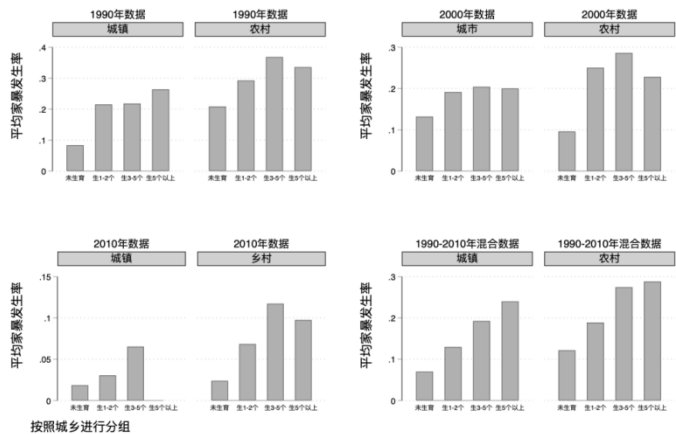 1990年数据 1990年数据
城镇 农村
平均家暴发生率
.4
.3
.2
.1
0
未生育 生1-2个 生3-5个 生5个以上 未生育 生1-2个 生3-5个 生5个以上
2000年数据 2000年数据
城市 农村
平均家暴发生率
.3
.2
.1
0
未生育 生1-2个 生3-5个 生5个以上 未生育 生1-2个 生3-5个 生5个以上
2010年数据 2010年数据
城镇 乡村
平均家暴发生率
.15
.1
.05
0
未生育 生1-2个 生3-5个 生5个以上 未生育 生1-2个 生3-5个 生5个以上
1990-2010年混合数据 1990-2010年混合数据
城镇 农村
平均家暴发生率
.3
.2
.1
0
未生育 生1-2个 生3-5个 生5个以上 未生育 生1-2个 生3-5个 生5个以上
按照城乡进行分组